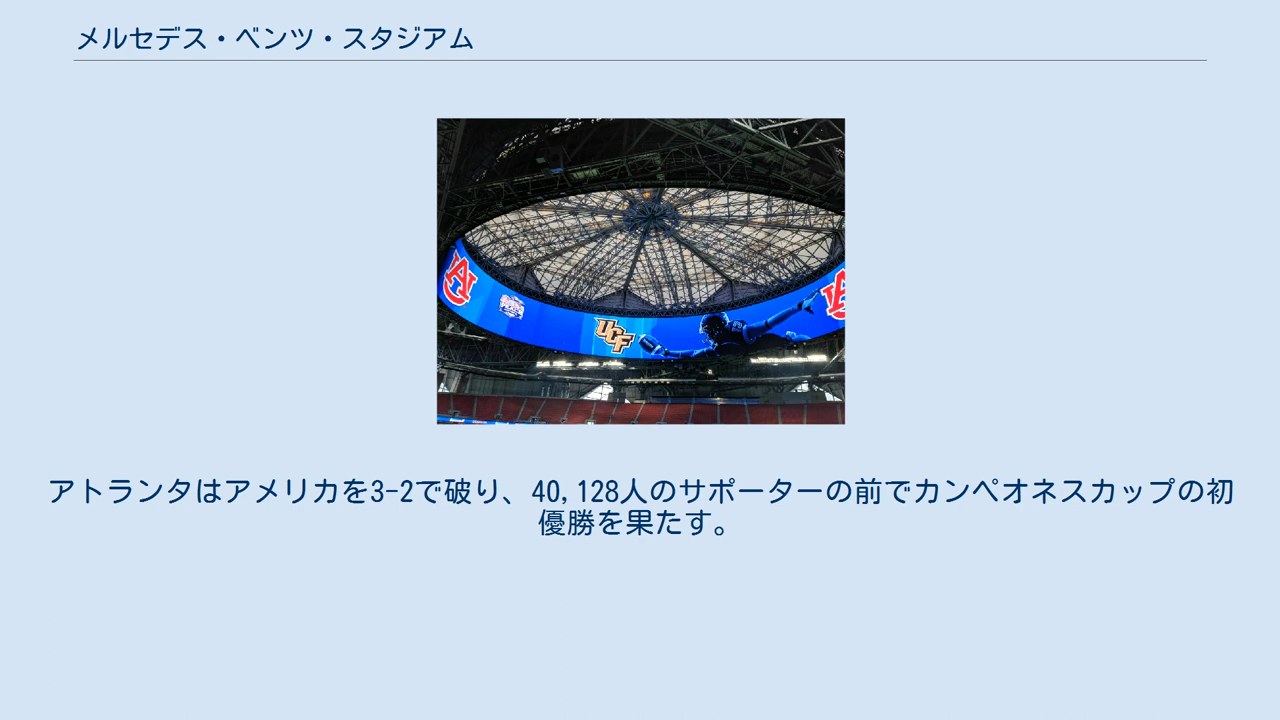 メルセデス・ベンツ・スタジアム
UCF
アトランタはアメリカを3-2で破り、40,128人のサポーターの前でカンペオネスカップの初
優勝を果たす。